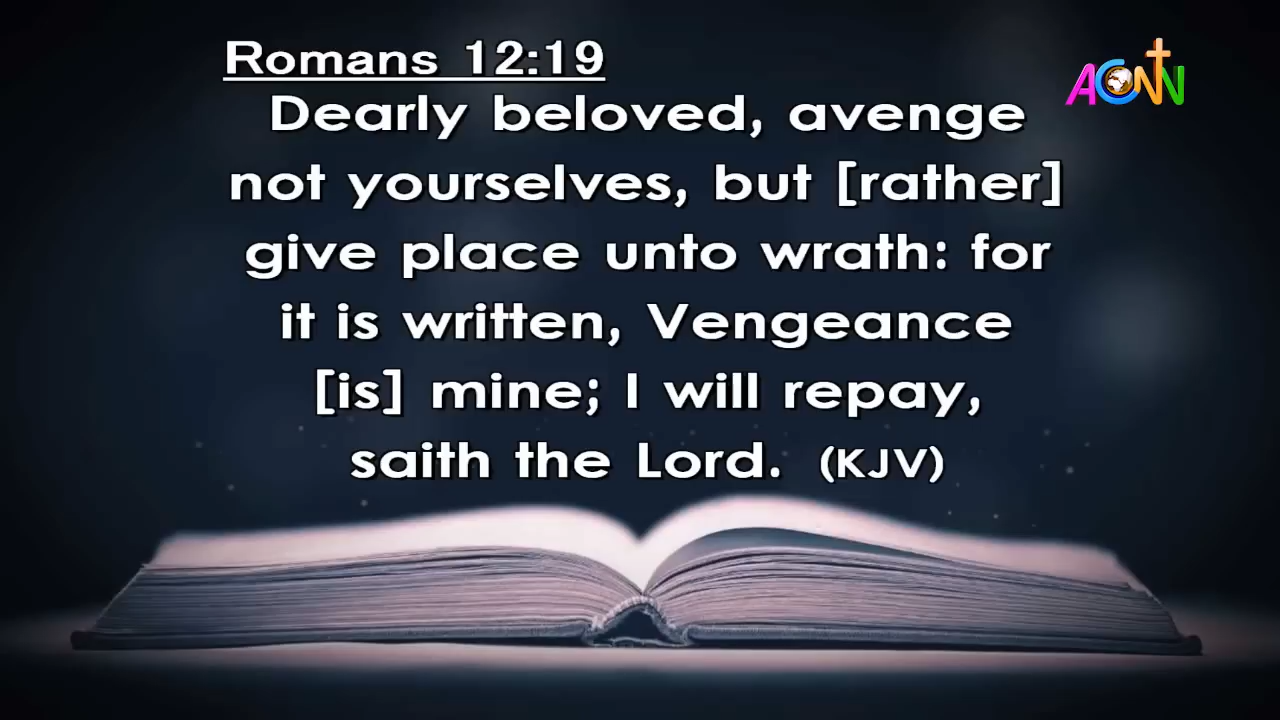 Romans 12:19
Dearly beloved, avenge
not yourselves, but [rather]
give place unto wrath: for
it is written, Vengeance
[is] mine; I will repay,
saith the Lord. (KJV)
ACNN